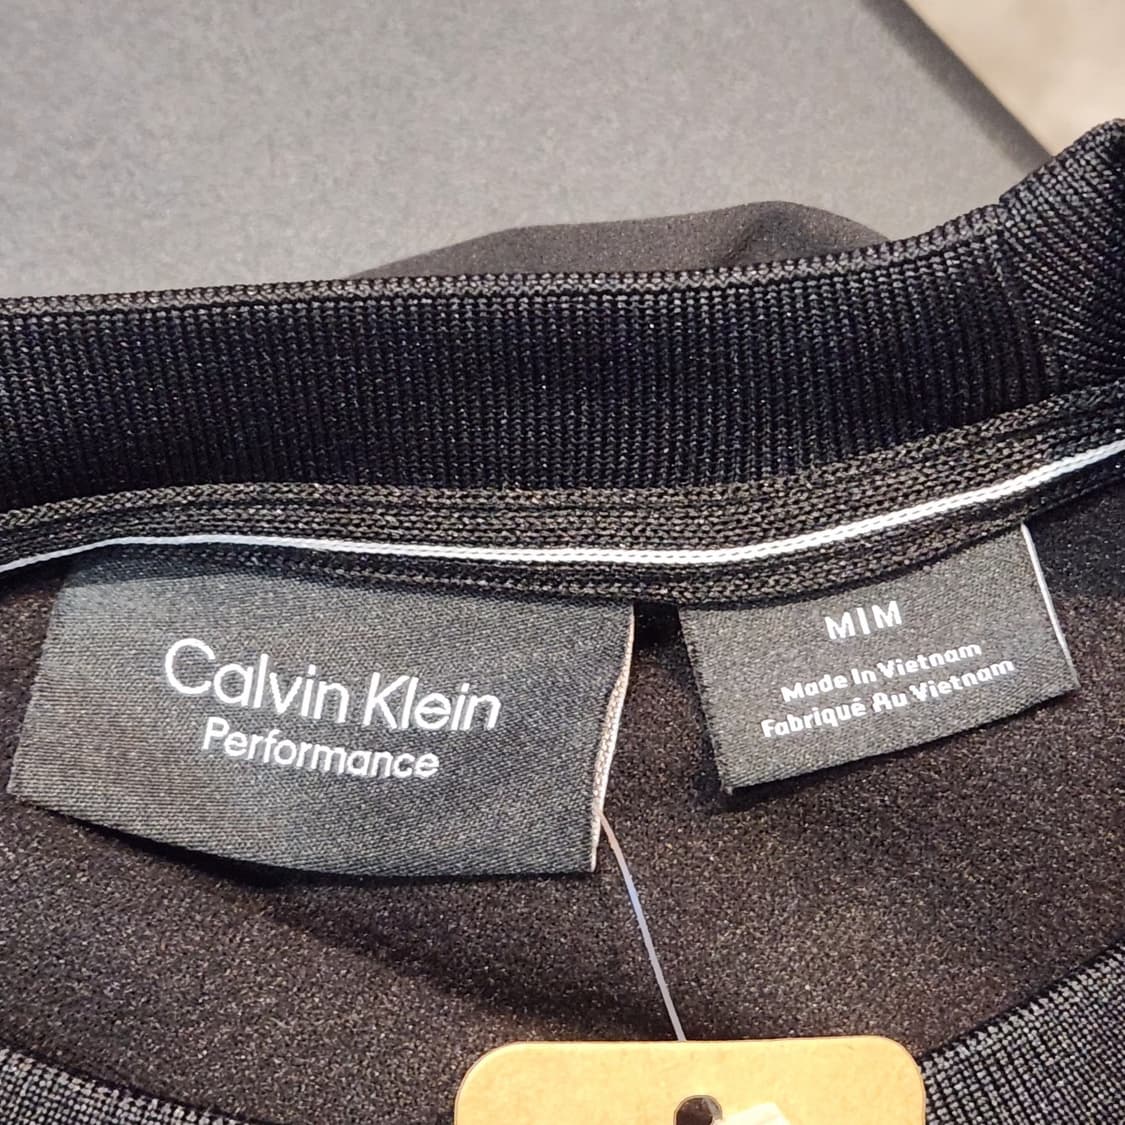 Calvin Klein
Performance
M|M
Made In Vietnam
Fabriqué Au Vietnam